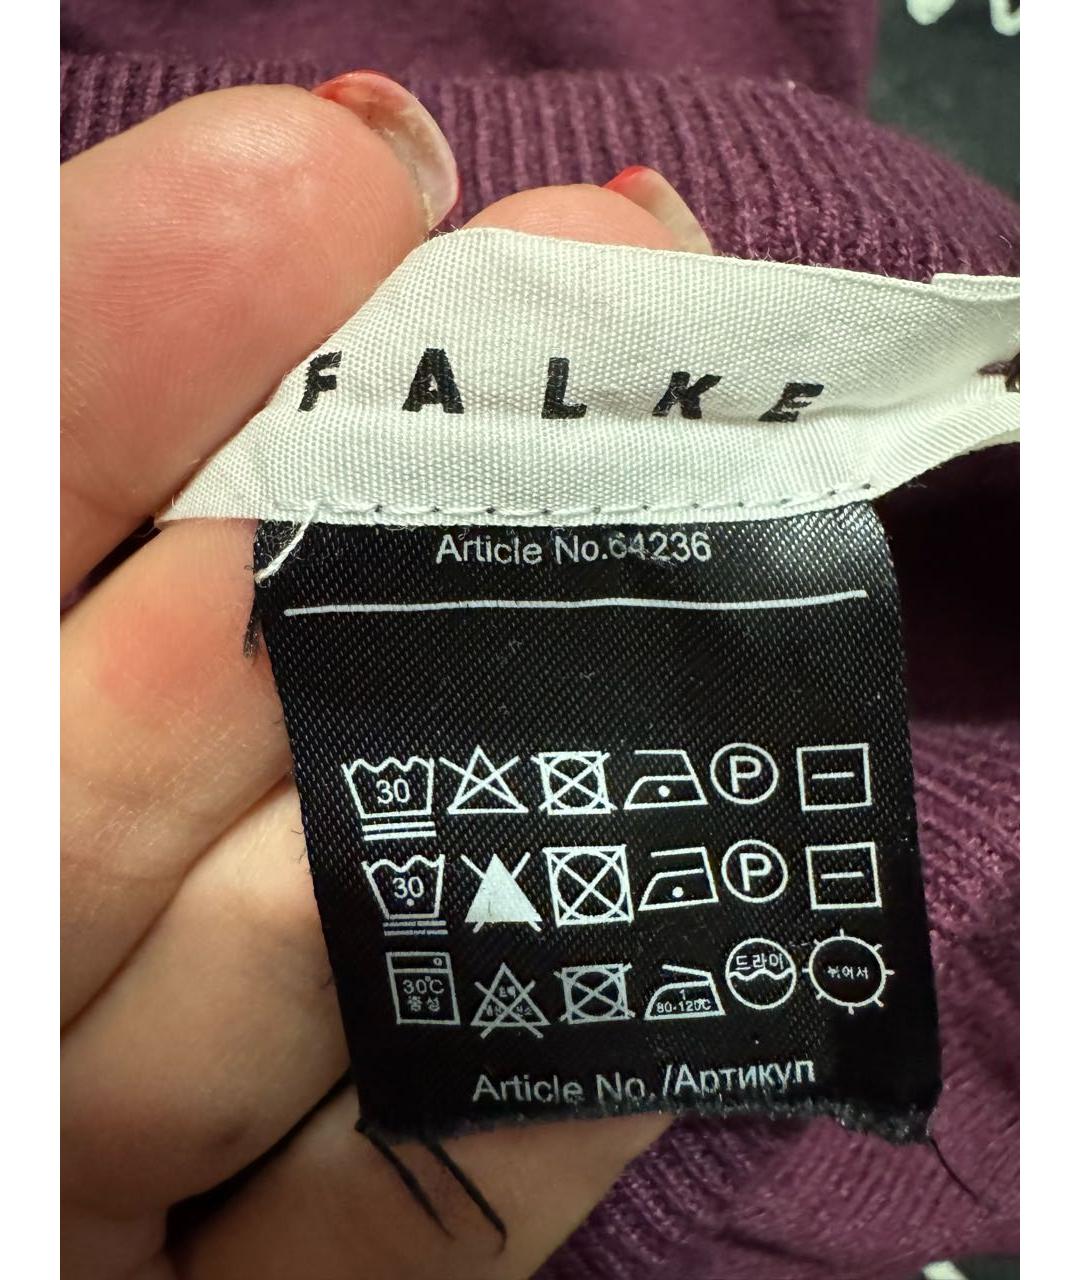 FALKE
Article No.64236
30 P
30 P
30℃ 중성 80-120℃ 드라이 뉘어서
Article No./Артикул